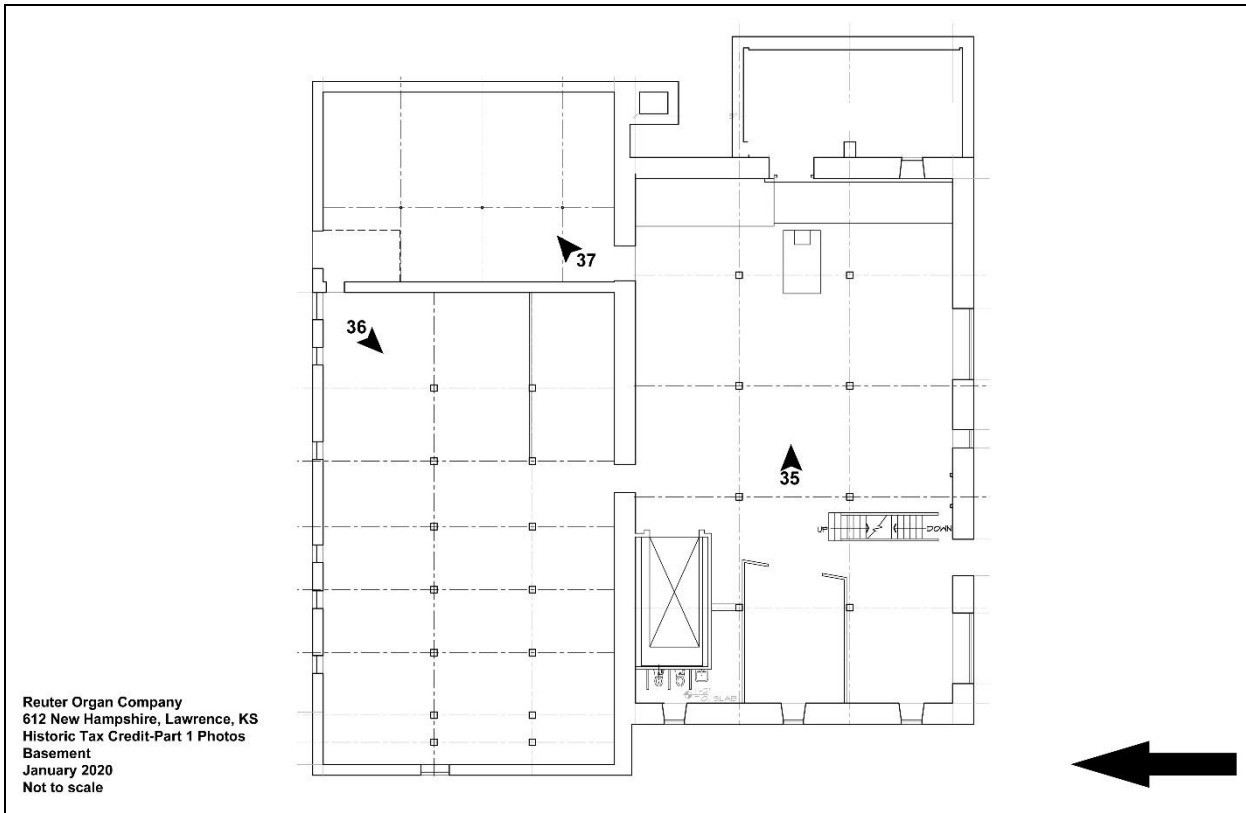 37
36
35
UP
DOWN
Reuter Organ Company
612 New Hampshire, Lawrence, KS
Historic Tax Credit-Part 1 Photos
Basement
January 2020
Not to scale